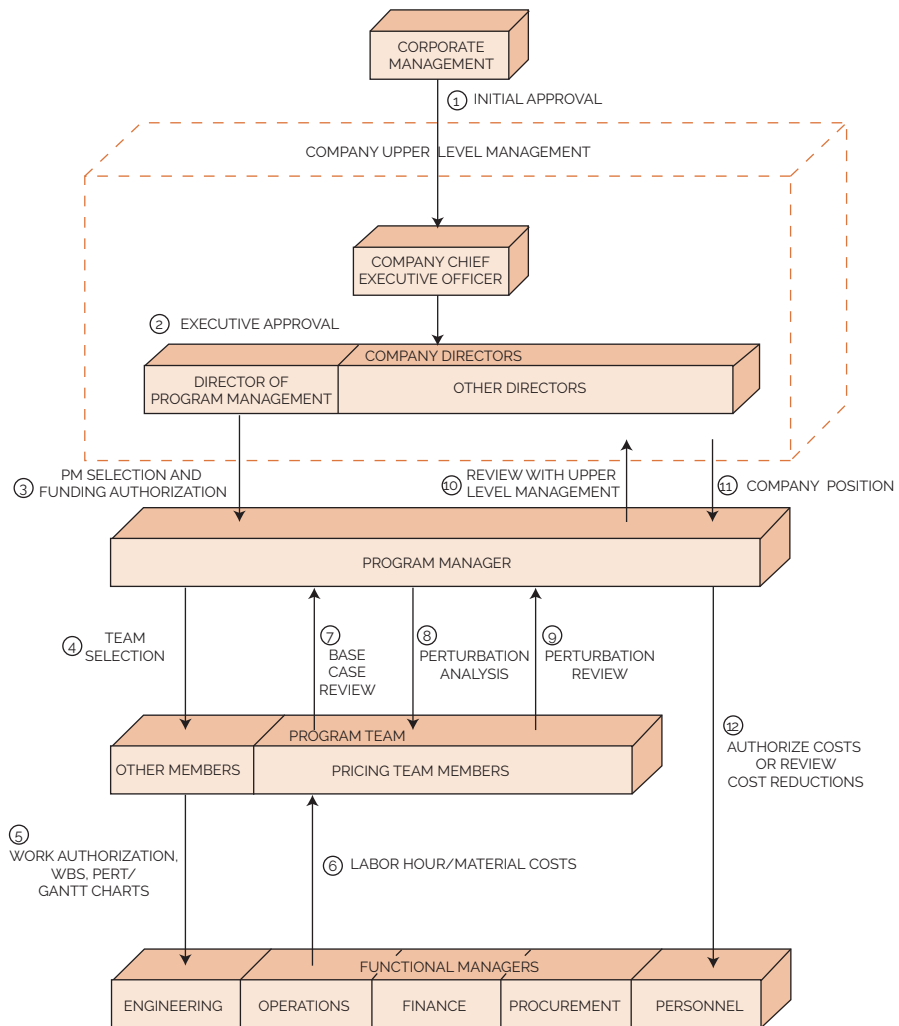 CORPORATE
MANAGEMENT
1 INITIAL APPROVAL
COMPANY UPPER LEVEL MANAGEMENT
COMPANY CHIEF
EXECUTIVE OFFICER
2 EXECUTIVE APPROVAL
COMPANY DIRECTORS
DIRECTOR OF
PROGRAM MANAGEMENT
OTHER DIRECTORS
3 PM SELECTION AND
FUNDING AUTHORIZATION
10 REVIEW WITH UPPER
LEVEL MANAGEMENT
11 COMPANY POSITION
PROGRAM MANAGER
4 TEAM
SELECTION
7
BASE
CASE
REVIEW
8
PERTURBATION
ANALYSIS
9
PERTURBATION
REVIEW
12
AUTHORIZE COSTS
OR REVIEW
COST REDUCTIONS
PROGRAM TEAM
OTHER MEMBERS
PRICING TEAM MEMBERS
5
WORK AUTHORIZATION,
WBS, PERT/
GANTT CHARTS
6 LABOR HOUR/MATERIAL COSTS
FUNCTIONAL MANAGERS
ENGINEERING
OPERATIONS
FINANCE
PROCUREMENT
PERSONNEL